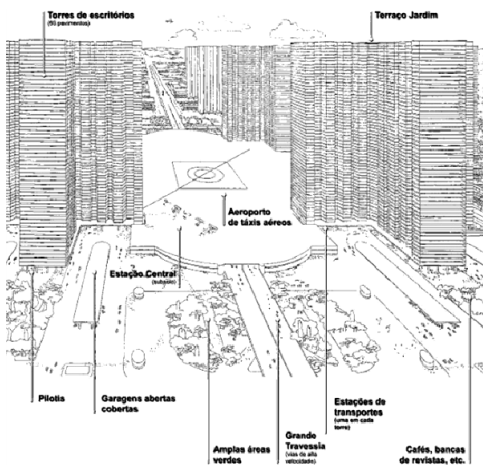 Torres de escritórios
(60 pavimentos)
Terraço Jardim
Aeroporto
de táxis aéreos
Estação Central
(subsolo)
Pilotis
Garagens abertas
cobertas
Amplas áreas
verdes
Grande
Travessia
(vias de alta
velocidade)
Estações de
transportes
(uma em cada
torre)
Cafés, bancas
de revistas, etc.